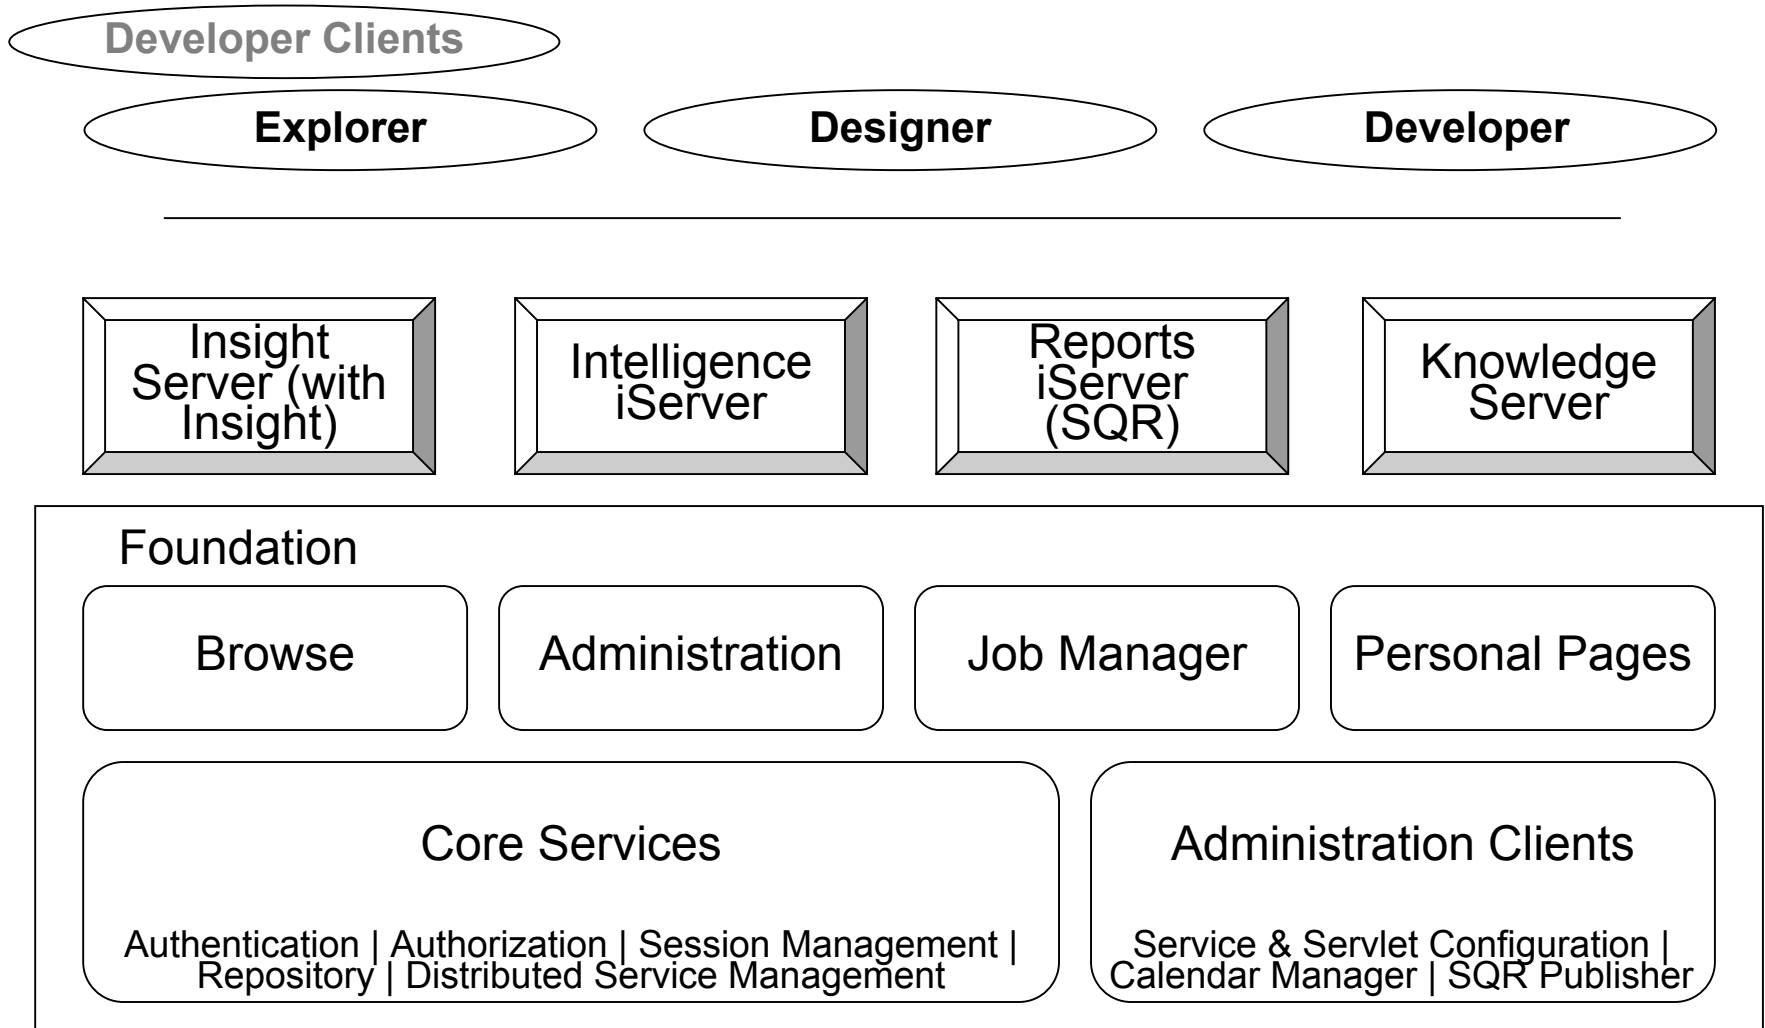 Developer Clients
Explorer
Designer
Developer
Insight
Server (with
Insight)
Intelligence
iServer
Reports
iServer
(SQR)
Knowledge
Server
Foundation
Browse
Administration
Job Manager
Personal Pages
Core Services
Authentication | Authorization | Session Management |
Repository | Distributed Service Management
Administration Clients
Service & Servlet Configuration |
Calendar Manager | SQR Publisher